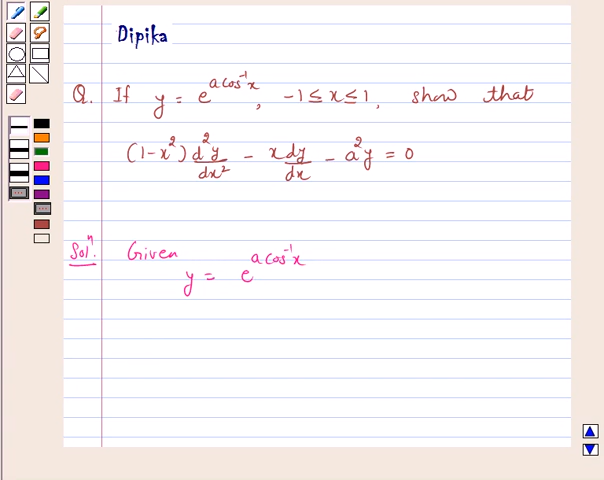 Dipika
Q. If y = e^{a cos⁻¹x}, -1 ≤ x ≤ 1, show that
(1-x²) d²y/dx² - x dy/dx - a²y = 0
Solⁿ. Given
y = e^{a cos⁻¹x}